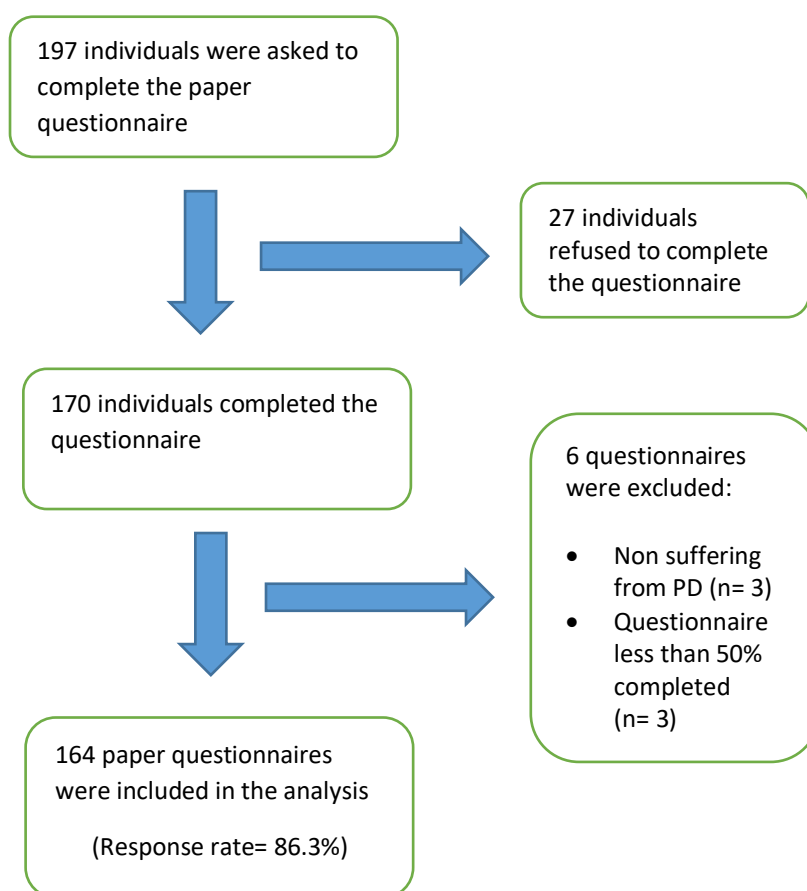 197 individuals were asked to
complete the paper
questionnaire
27 individuals
refused to complete
the questionnaire
170 individuals completed the
questionnaire
6 questionnaires
were excluded:
• Non suffering
from PD (n= 3)
• Questionnaire
less than 50%
completed
(n= 3)
164 paper questionnaires
were included in the analysis
(Response rate= 86.3%)